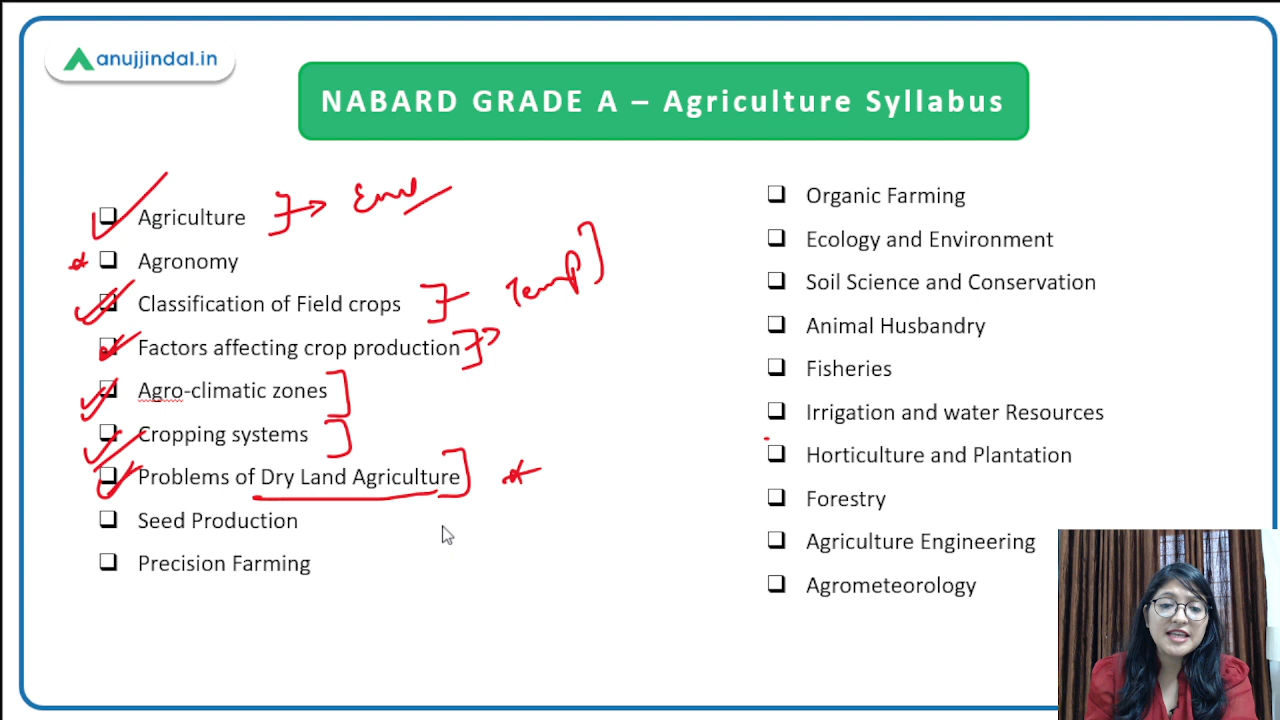 anujjindal.in
NABARD GRADE A – Agriculture Syllabus
Agriculture
Agronomy
Classification of Field crops
Factors affecting crop production
Agro-climatic zones
Cropping systems
Problems of Dry Land Agriculture
Seed Production
Precision Farming
Temp
Organic Farming
Ecology and Environment
Soil Science and Conservation
Animal Husbandry
Fisheries
Irrigation and water Resources
Horticulture and Plantation
Forestry
Agriculture Engineering
Agrometeorology